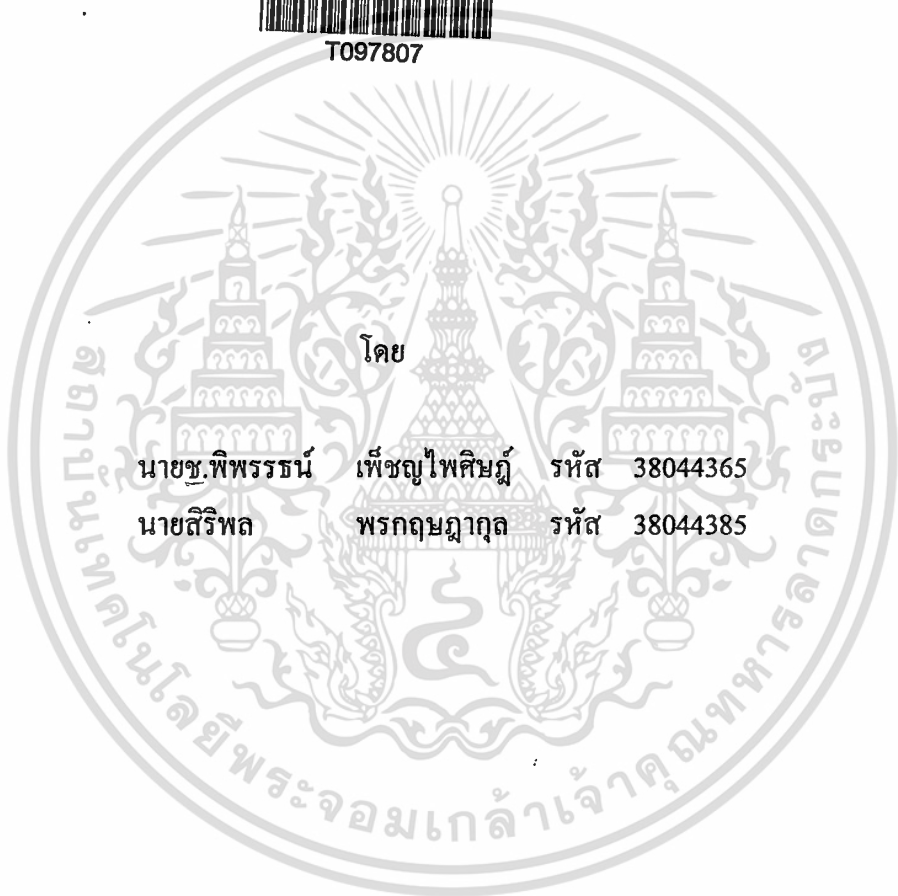 T097807
โดย
นายช.พิพรรธน์ เพ็ชญไพศิษฎ์ รหัส 38044365
นายสิริพล พรกฤษฎากุล รหัส 38044385
สถาบันเทคโนโลยีพระจอมเกล้าเจ้าคุณทหารลาดกระบัง
๔